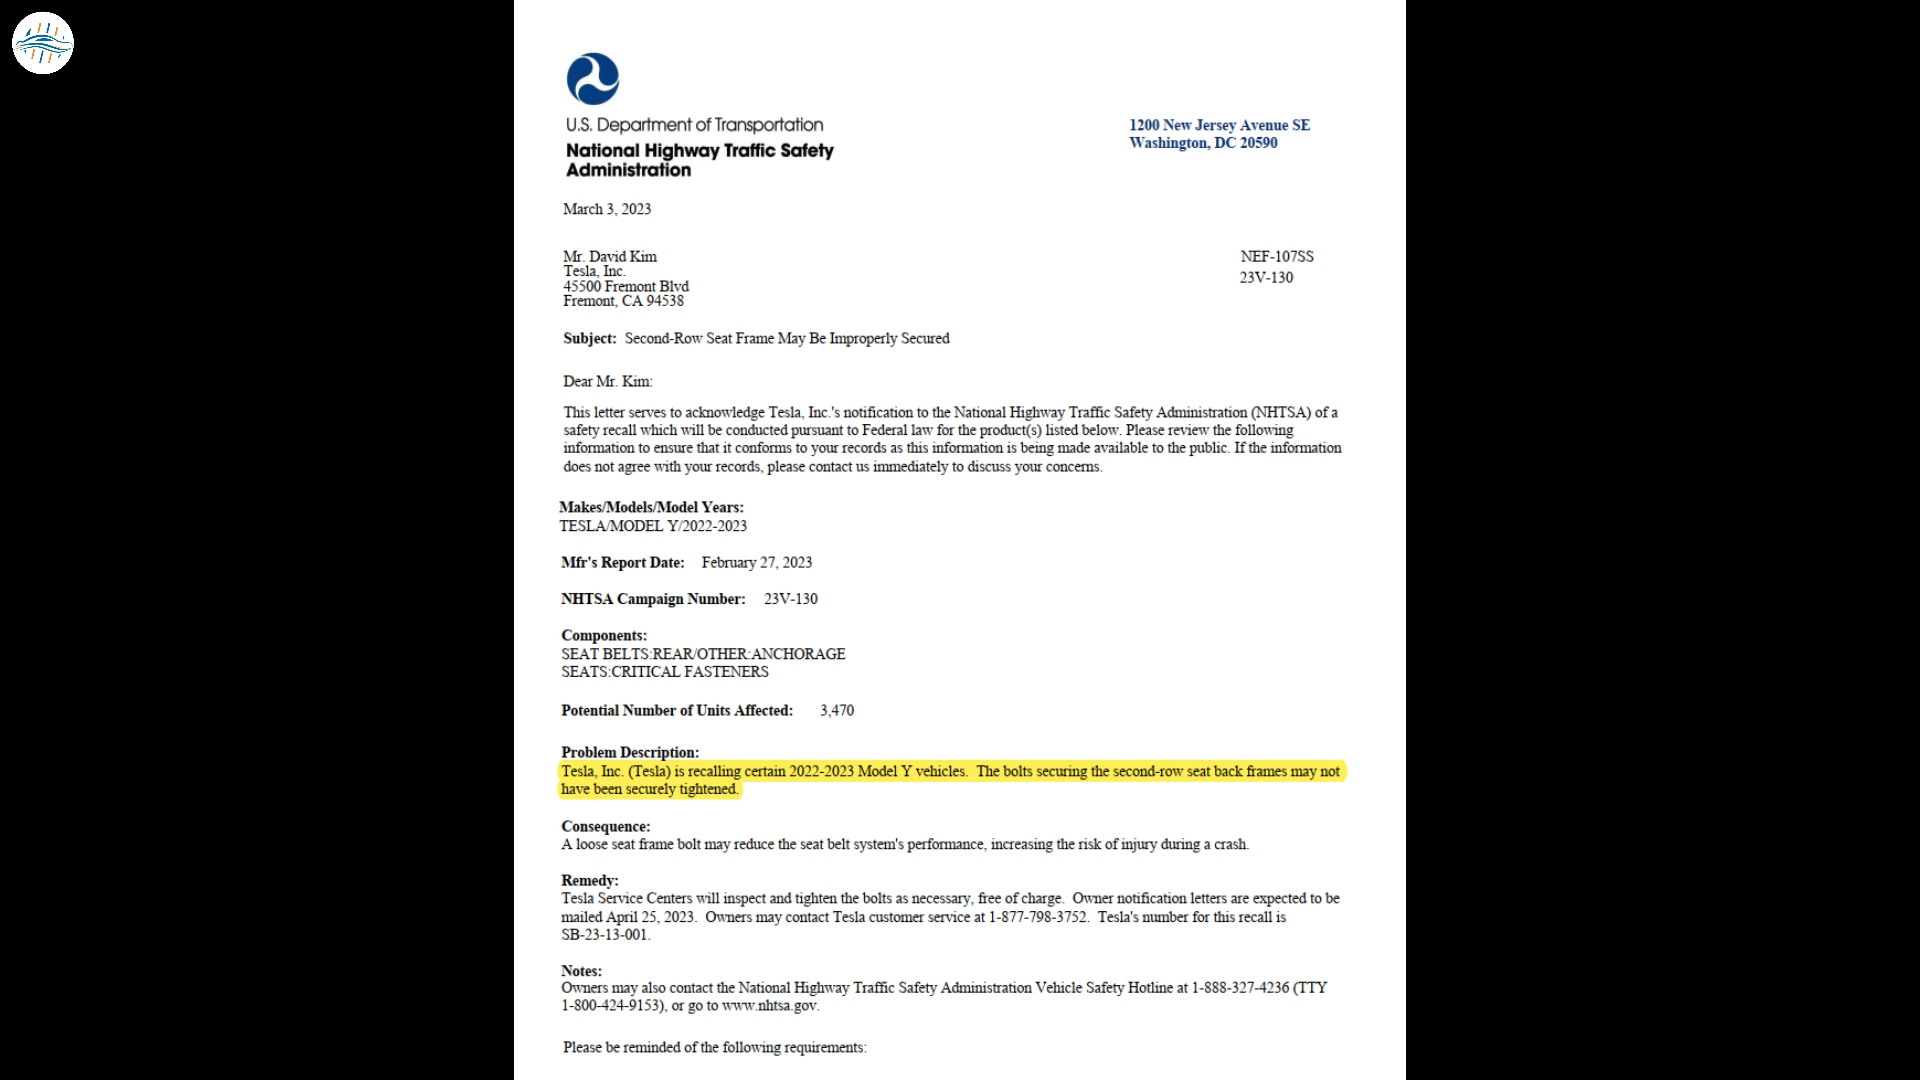 U.S. Department of Transportation
National Highway Traffic Safety
Administration
1200 New Jersey Avenue SE
Washington, DC 20590
March 3, 2023
Mr. David Kim
Tesla, Inc.
45500 Fremont Blvd
Fremont, CA 94538
NEF-107SS
23V-130
Subject: Second-Row Seat Frame May Be Improperly Secured
Dear Mr. Kim:
This letter serves to acknowledge Tesla, Inc.'s notification to the National Highway Traffic Safety Administration (NHTSA) of a
safety recall which will be conducted pursuant to Federal law for the product(s) listed below. Please review the following
information to ensure that it conforms to your records as this information is being made available to the public. If the information
does not agree with your records, please contact us immediately to discuss your concerns.
Makes/Models/Model Years:
TESLA/MODEL Y/2022-2023
Mfr's Report Date: February 27, 2023
NHTSA Campaign Number: 23V-130
Components:
SEAT BELTS:REAR/OTHER:ANCHORAGE
SEATS:CRITICAL FASTENERS
Potential Number of Units Affected: 3,470
Problem Description:
Tesla, Inc. (Tesla) is recalling certain 2022-2023 Model Y vehicles. The bolts securing the second-row seat back frames may not
have been securely tightened.
Consequence:
A loose seat frame bolt may reduce the seat belt system's performance, increasing the risk of injury during a crash.
Remedy:
Tesla Service Centers will inspect and tighten the bolts as necessary, free of charge. Owner notification letters are expected to be
mailed April 25, 2023. Owners may contact Tesla customer service at 1-877-798-3752. Tesla's number for this recall is
SB-23-13-001.
Notes:
Owners may also contact the National Highway Traffic Safety Administration Vehicle Safety Hotline at 1-888-327-4236 (TTY
1-800-424-9153), or go to www.nhtsa.gov.
Please be reminded of the following requirements: